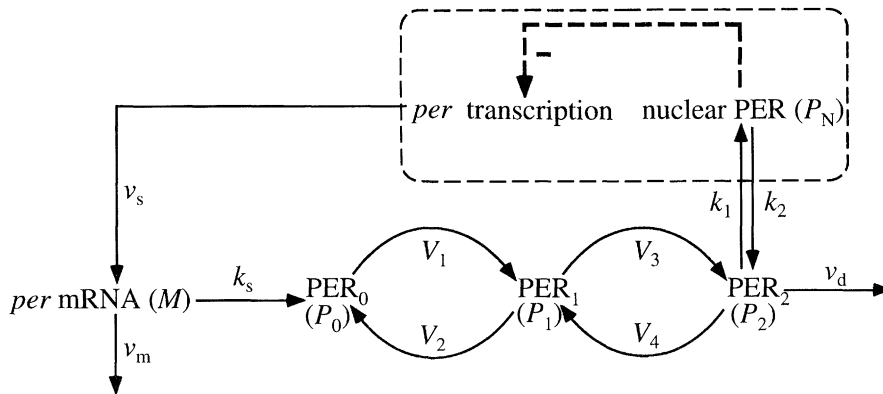 –
per transcription nuclear PER (P_N)
v_s
k_1 k_2
k_s V_1 V_3 v_d
per mRNA (M) PER_0 PER_1 PER_2
(P_0) (P_1) (P_2)
v_m V_2 V_4